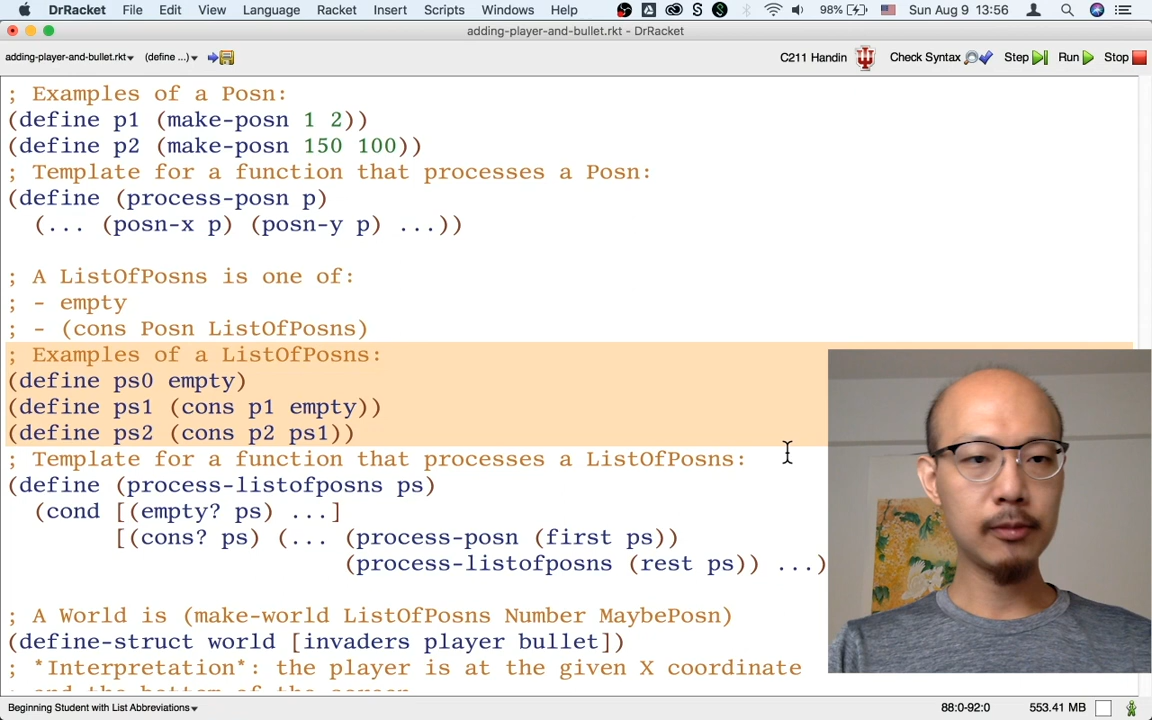 DrRacket File Edit View Language Racket Insert Scripts Windows Help 98% Sun Aug 9 13:56
adding-player-and-bullet.rkt - DrRacket
adding-player-and-bullet.rkt (define ...) C211 Handin Check Syntax Step Run Stop
; Examples of a Posn:
(define p1 (make-posn 1 2))
(define p2 (make-posn 150 100))
; Template for a function that processes a Posn:
(define (process-posn p)
  (... (posn-x p) (posn-y p) ...))
; A ListOfPosns is one of:
; - empty
; - (cons Posn ListOfPosns)
; Examples of a ListOfPosns:
(define ps0 empty)
(define ps1 (cons p1 empty))
(define ps2 (cons p2 ps1))
; Template for a function that processes a ListOfPosns:
(define (process-listofposns ps)
  (cond [(empty? ps) ...]
        [(cons? ps) (... (process-posn (first ps))
                         (process-listofposns (rest ps)) ...)
; A World is (make-world ListOfPosns Number MaybePosn)
(define-struct world [invaders player bullet])
; *Interpretation*: the player is at the given X coordinate
Beginning Student with List Abbreviations 88:0-92:0 553.41 MB